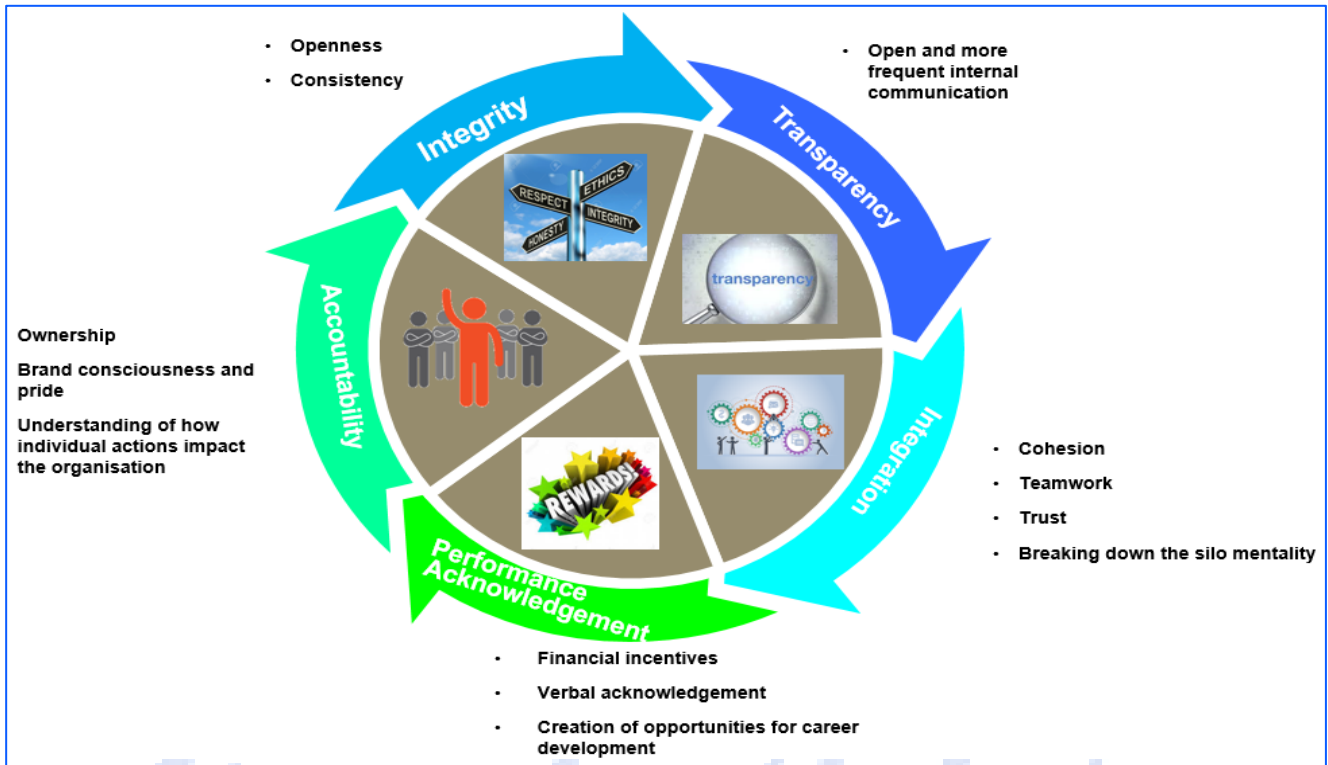 • Openness
• Consistency
• Open and more
frequent internal
communication
Integrity
Transparency
ETHICS
RESPECT
INTEGRITY
HONESTY
transparency
Accountability
Ownership
Brand consciousness and
pride
Understanding of how
individual actions impact
the organisation
Integration
• Cohesion
• Teamwork
• Trust
• Breaking down the silo mentality
REWARDS!
Performance
Acknowledgement
• Financial incentives
• Verbal acknowledgement
• Creation of opportunities for career
development